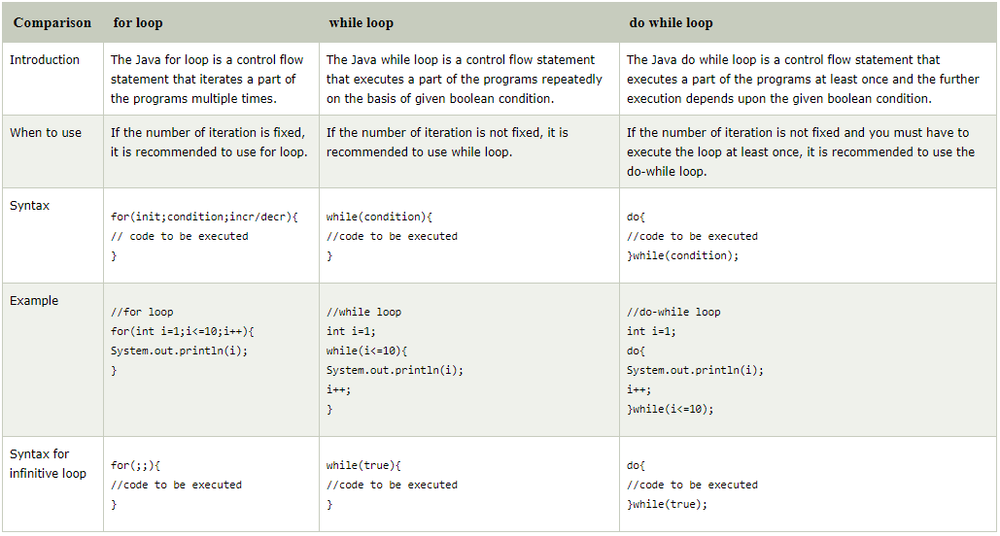 Comparison for loop while loop do while loop
Introduction
The Java for loop is a control flow
statement that iterates a part of
the programs multiple times.
The Java while loop is a control flow statement
that executes a part of the programs repeatedly
on the basis of given boolean condition.
The Java do while loop is a control flow statement that
executes a part of the programs at least once and the further
execution depends upon the given boolean condition.
When to use
If the number of iteration is fixed,
it is recommended to use for loop.
If the number of iteration is not fixed, it is
recommended to use while loop.
If the number of iteration is not fixed and you must have to
execute the loop at least once, it is recommended to use the
do-while loop.
Syntax
for(init;condition;incr/decr){
// code to be executed
}
while(condition){
//code to be executed
}
do{
//code to be executed
}while(condition);
Example
//for loop
for(int i=1;i<=10;i++){
System.out.println(i);
}
//while loop
int i=1;
while(i<=10){
System.out.println(i);
i++;
}
//do-while loop
int i=1;
do{
System.out.println(i);
i++;
}while(i<=10);
Syntax for
infinitive loop
for(;;){
//code to be executed
}
while(true){
//code to be executed
}
do{
//code to be executed
}while(true);